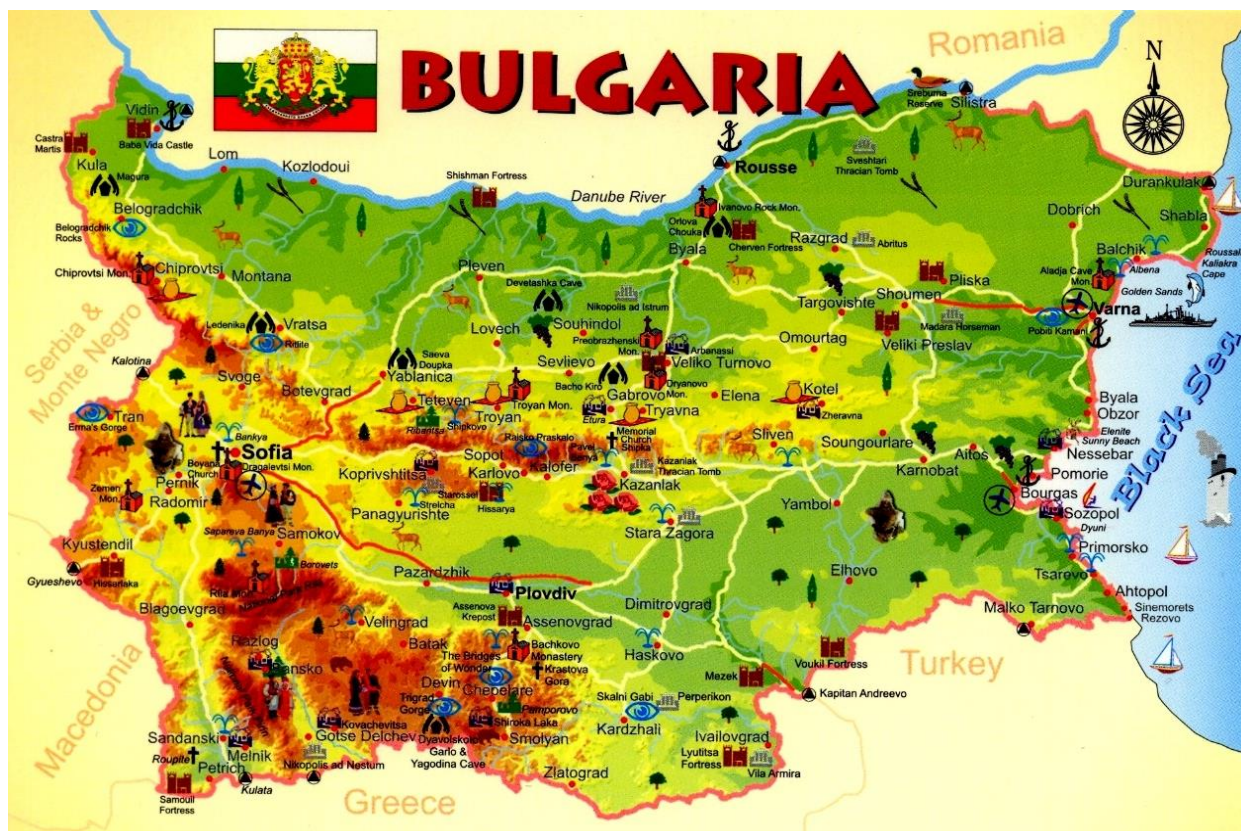 BULGARIA
Romania
N
Vidin
Baba Vida Castle
Castra
Martis
Kula
Magura
Lom
Kozlodoui
Shishman Fortress
Danube River
Rousse
Sreburna
Reserve
Silistra
Sveshtari
Thracian Tomb
Durankulak
Belogradchik
Belogradchik
Rocks
Chiprovtsi Mon.
Chiprovtsi
Montana
Ivanovo Rock Mon.
Orlova
Chouka
Cherven Fortress
Byala
Razgrad
Abritus
Dobrich
Shabla
Balchik
Albena
Roussalka
Kaliakra
Cape
Aladja Cave
Mon.
Golden Sands
Pleven
Devetashka Cave
Nikopolis ad Istrum
Targovishte
Shoumen
Pliska
Madara Horseman
Pobiti Kamani
Varna
Serbia &
Monte Negro
Ledenika
Vratsa
Ritlite
Lovech
Souhindol
Preobrazhenski
Mon.
Arbanassi
Veliko Turnovo
Omourtag
Veliki Preslav
Kalotina
Svoge
Botevgrad
Saeva
Doupka
Yablanica
Sevlievo
Bacho Kiro
Dryanovo
Mon.
Teteven
Troyan Mon.
Troyan
Gabrovo
Etura
Tryavna
Elena
Kotel
Zheravna
Byala
Obzor
Tran
Erma's Gorge
Bankya
Sofia
Ribaritsa
Shipkovo
Raisko Praskalo
Pavel
Banya
Memorial
Church
Shipka
Sliven
Soungourlare
Aitos
Elenite
Sunny Beach
Nessebar
Black Sea
Boyana
Church
Dragalevtsi Mon.
Pernik
Radomir
Zemen
Mon.
Koprivshtitsa
Sopot
Karlovo
Kalofer
Kazanlak
Thracian Tomb
Kazanlak
Karnobat
Pomorie
Bourgas
Strelcha
Starossel
Hissarya
Panagyurishte
Yambol
Sozopol
Dyuni
Sapareva Banya
Samokov
Borovets
Stara Zagora
Primorsko
Kyustendil
Hissarlaka
Gyueshevo
Rila Mon.
National Park Rila
Pazardzhik
Plovdiv
Elhovo
Tsarevo
Ahtopol
Sinemorets
Rezovo
Malko Tarnovo
Blagoevgrad
Velingrad
Assenova
Krepost
Assenovgrad
Dimitrovgrad
Haskovo
Voukil Fortress
Turkey
Macedonia
Razlog
Bansko
Batak
Bachkovo
Monastery
The Bridges
of Wonder
Krastova
Gora
Devin
Chepelare
Mezek
Kapitan Andreevo
Trigrad
Gorge
Pamporovo
Skalni Gabi
Perperikon
Kardzhali
Sandanski
Kovachevitsa
Gotse Delchev
Shiroka Laka
Smolyan
Ivailovgrad
Melnik
Roupite
Petrich
Nikopolis ad Nestum
Dyavolsko
Garlo &
Yagodina Cave
Lyutitsa
Fortress
Vila Armira
Samouil
Fortress
Kulata
Greece
Zlatograd